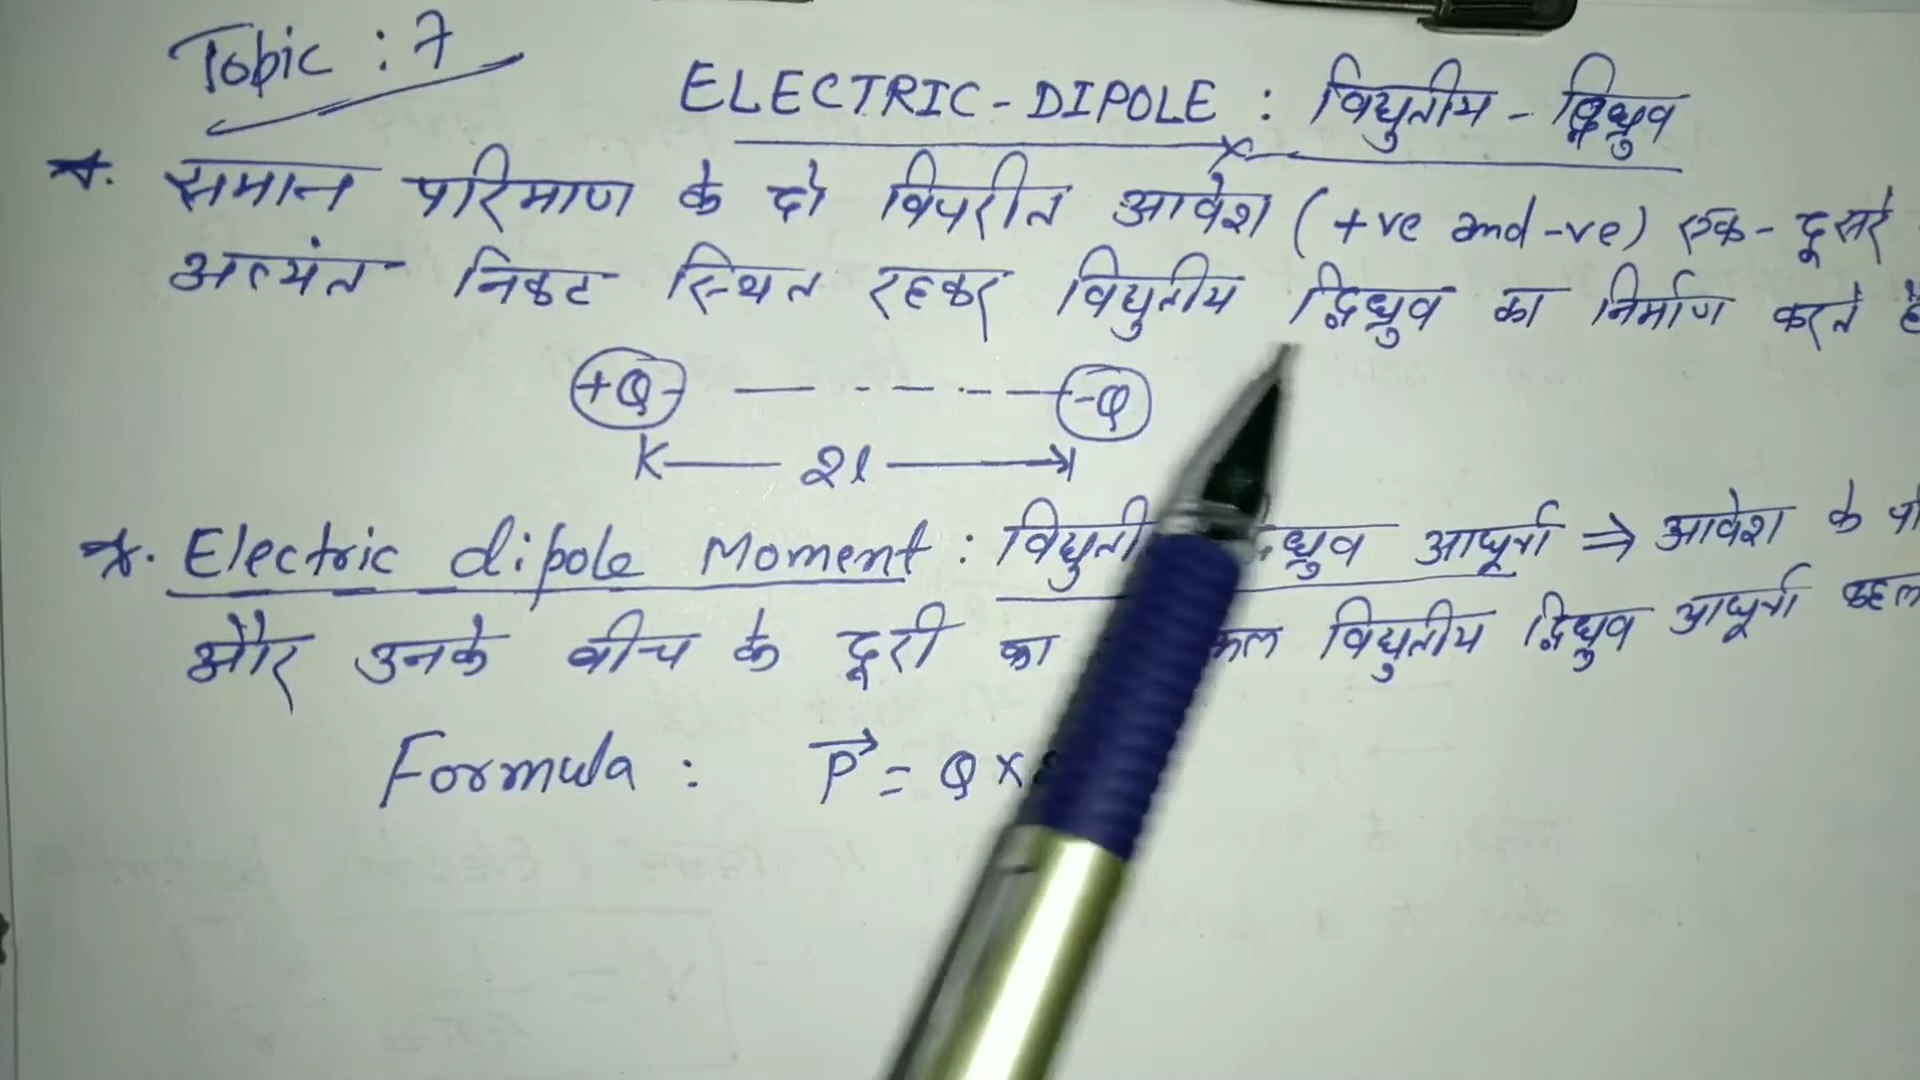 Topic : 7
ELECTRIC-DIPOLE : विद्युतीय - द्विध्रुव
समान परिमाण के दो विपरीत आवेश (+ve and -ve) एक-दूसरे
अत्यंत निकट स्थित रहकर विद्युतीय द्विध्रुव का निर्माण करते है
+Q -Q
2l
Electric dipole Moment : ध्रुव आघूर्ण ⇒ आवेश के
और उनके बीच के दूरी का विद्युतीय द्विध्रुव आघूर्ण
Formula : P⃗ = Q ×